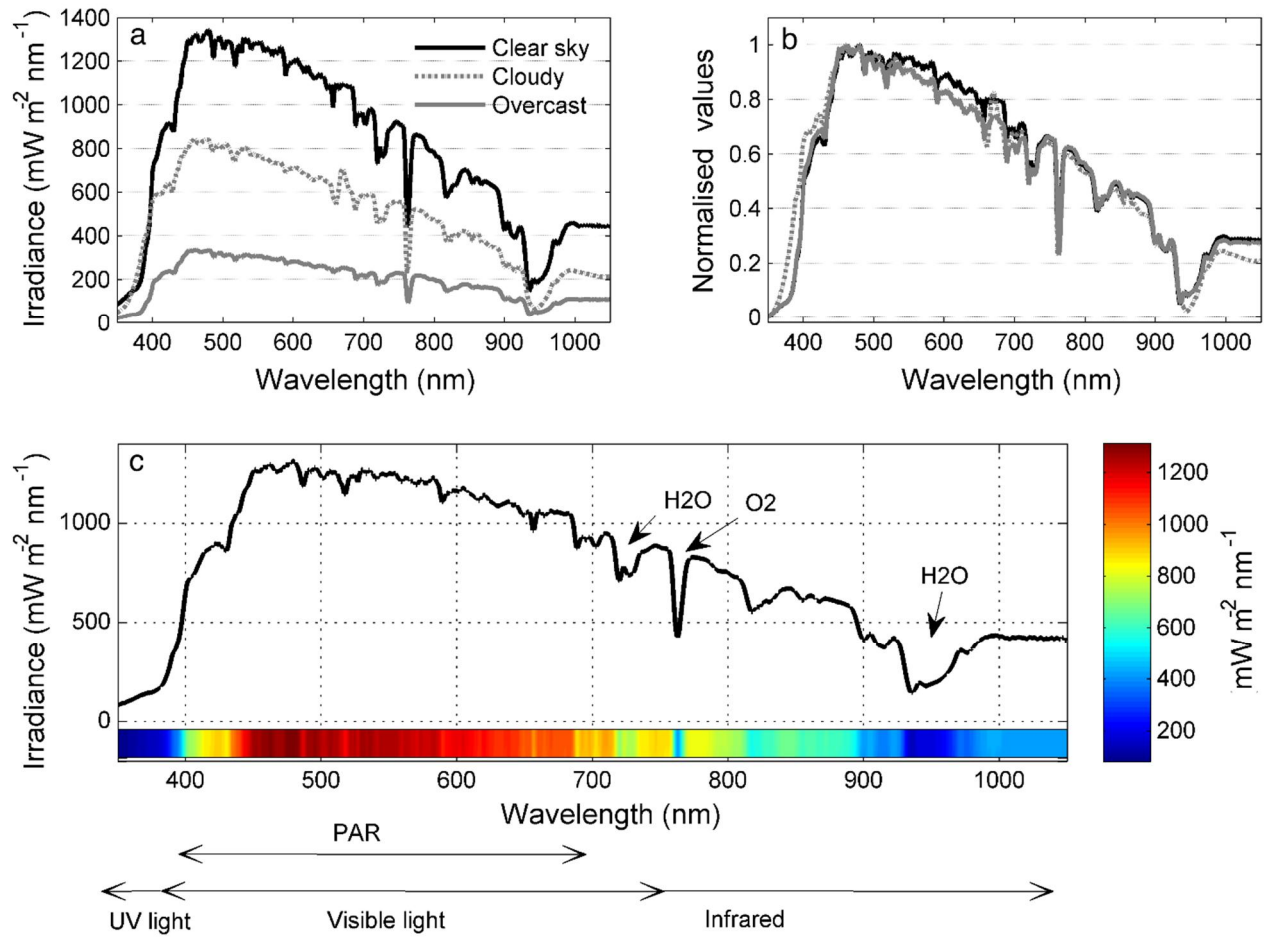 a
Clear sky
Cloudy
Overcast
1400
1200
1000
800
600
400
200
0
400 500 600 700 800 900 1000
Irradiance (mW m-2 nm-1)
Wavelength (nm)
b
1
0.8
0.6
0.4
0.2
0
400 500 600 700 800 900 1000
Normalised values
Wavelength (nm)
c
H2O
O2
H2O
1000
500
0
400 500 600 700 800 900 1000
Irradiance (mW m-2 nm-1)
Wavelength (nm)
1200
1000
800
600
400
200
mW m-2 nm-1
PAR
UV light
Visible light
Infrared